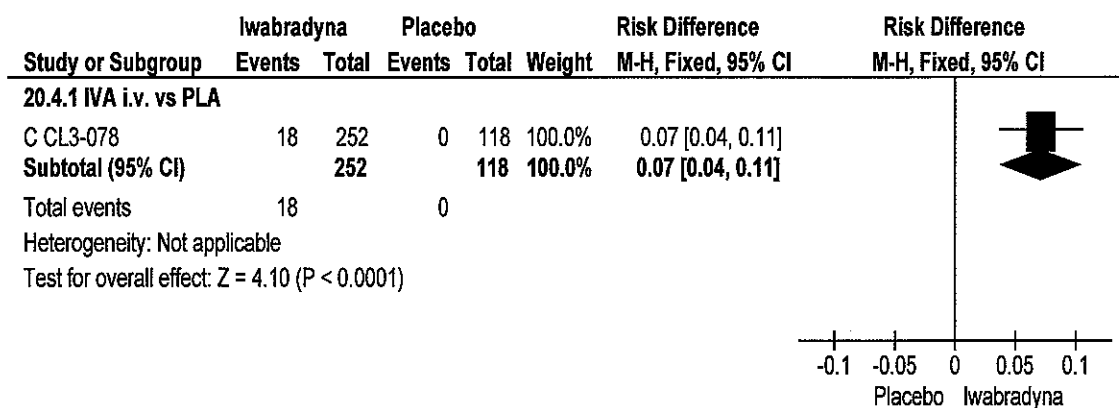 Iwabradyna Placebo Risk Difference Risk Difference
Study or Subgroup Events Total Events Total Weight M-H, Fixed, 95% CI M-H, Fixed, 95% CI
20.4.1 IVA i.v. vs PLA
C CL3-078 18 252 0 118 100.0% 0.07 [0.04, 0.11]
Subtotal (95% CI) 252 118 100.0% 0.07 [0.04, 0.11]
Total events 18 0
Heterogeneity: Not applicable
Test for overall effect: Z = 4.10 (P < 0.0001)
-0.1 -0.05 0 0.05 0.1
Placebo Iwabradyna